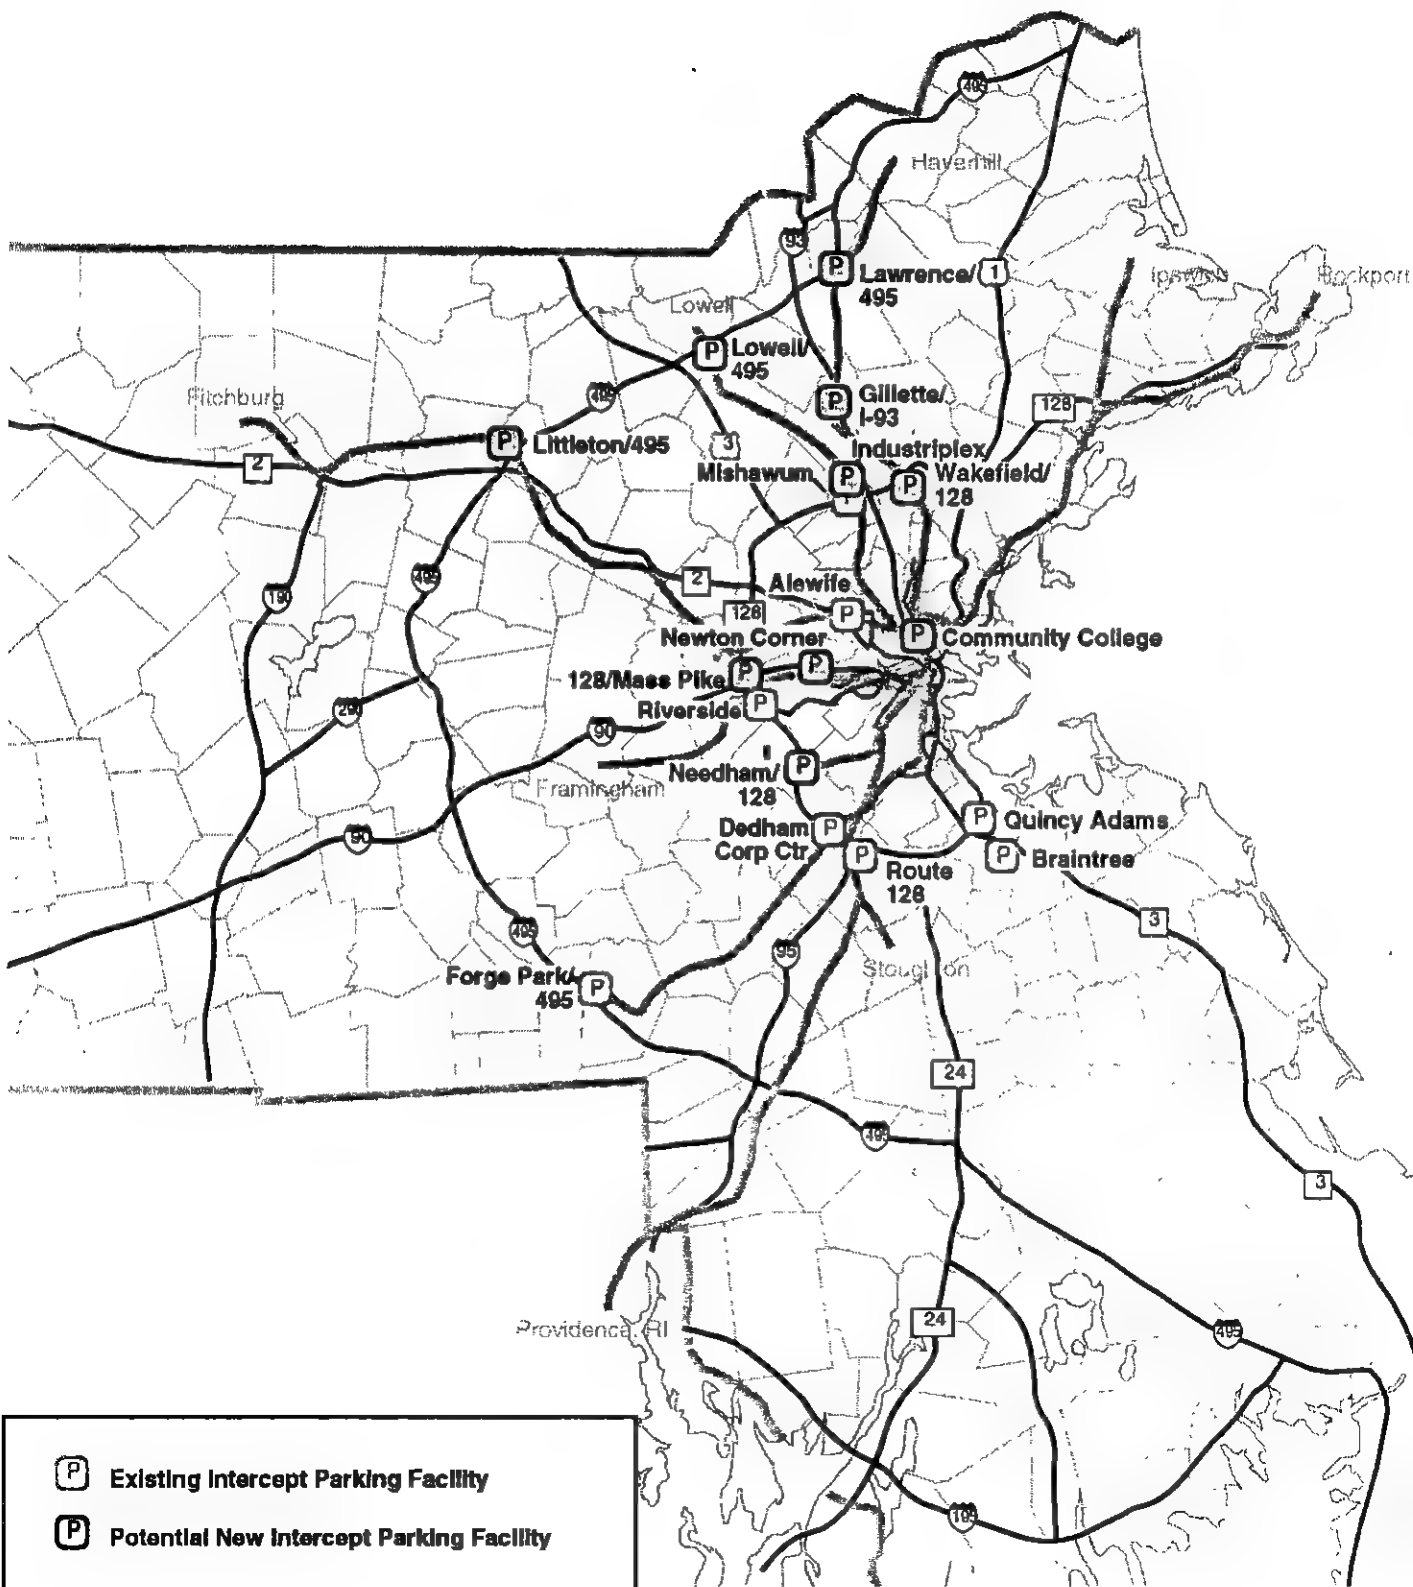 495
Haverhill
93
P
Lawrence/
495
1
Ipswich
Rockport
Lowell
P
Lowell/
495
495
Fitchburg
P
Gillette/
I-93
128
P
Littleton/495
3
Industriplex
2
Mishawum
P
P
Wakefield/
128
190
495
2
Alewife
128
P
Newton Corner
P
Community College
128/Mass Pike
P
P
Riverside
P
290
90
Needham/
128
P
Framingham
Dedham
Corp Ctr
P
P
Quincy Adams
90
P
Route
128
P
Braintree
3
495
95
Stoughton
Forge Park/
495
P
24
495
3
Providence, RI
24
495
P Existing Intercept Parking Facility
P Potential New Intercept Parking Facility
195